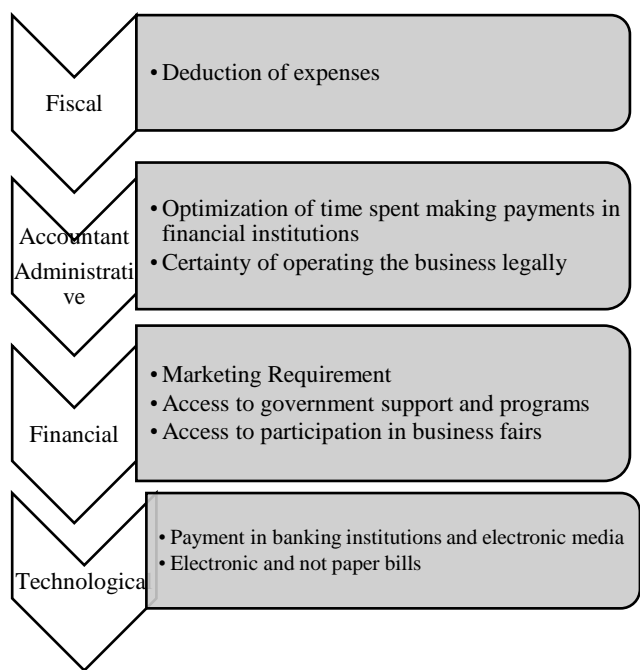 Fiscal
• Deduction of expenses
Accountant
Administrati
ve
• Optimization of time spent making payments in
financial institutions
• Certainty of operating the business legally
Financial
• Marketing Requirement
• Access to government support and programs
• Access to participation in business fairs
Technological
• Payment in banking institutions and electronic media
• Electronic and not paper bills